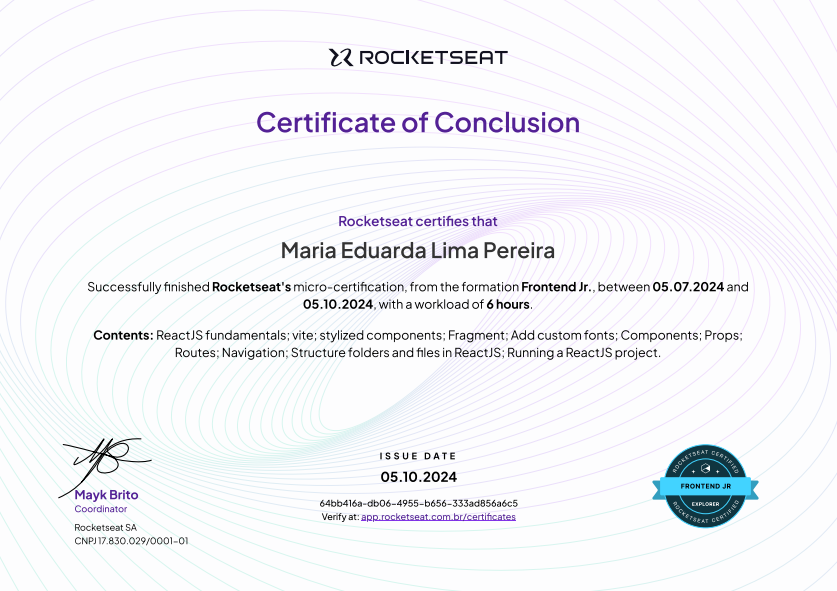 ROCKETSEAT
Certificate of Conclusion
Rocketseat certifies that
Maria Eduarda Lima Pereira
Successfully finished Rocketseat's micro-certification, from the formation Frontend Jr., between 05.07.2024 and
05.10.2024, with a workload of 6 hours.
Contents: ReactJS fundamentals; vite; stylized components; Fragment; Add custom fonts; Components; Props;
Routes; Navigation; Structure folders and files in ReactJS; Running a ReactJS project.
Mayk Brito
Coordinator
Rocketseat SA
CNPJ 17.830.029/0001-01
ISSUE DATE
05.10.2024
64bb416a-db06-4955-b656-333ad856a6c5
Verify at: app.rocketseat.com.br/certificates
ROCKETSEAT CERTIFIED
FRONTEND JR
EXPLORER
ROCKETSEAT CERTIFIED